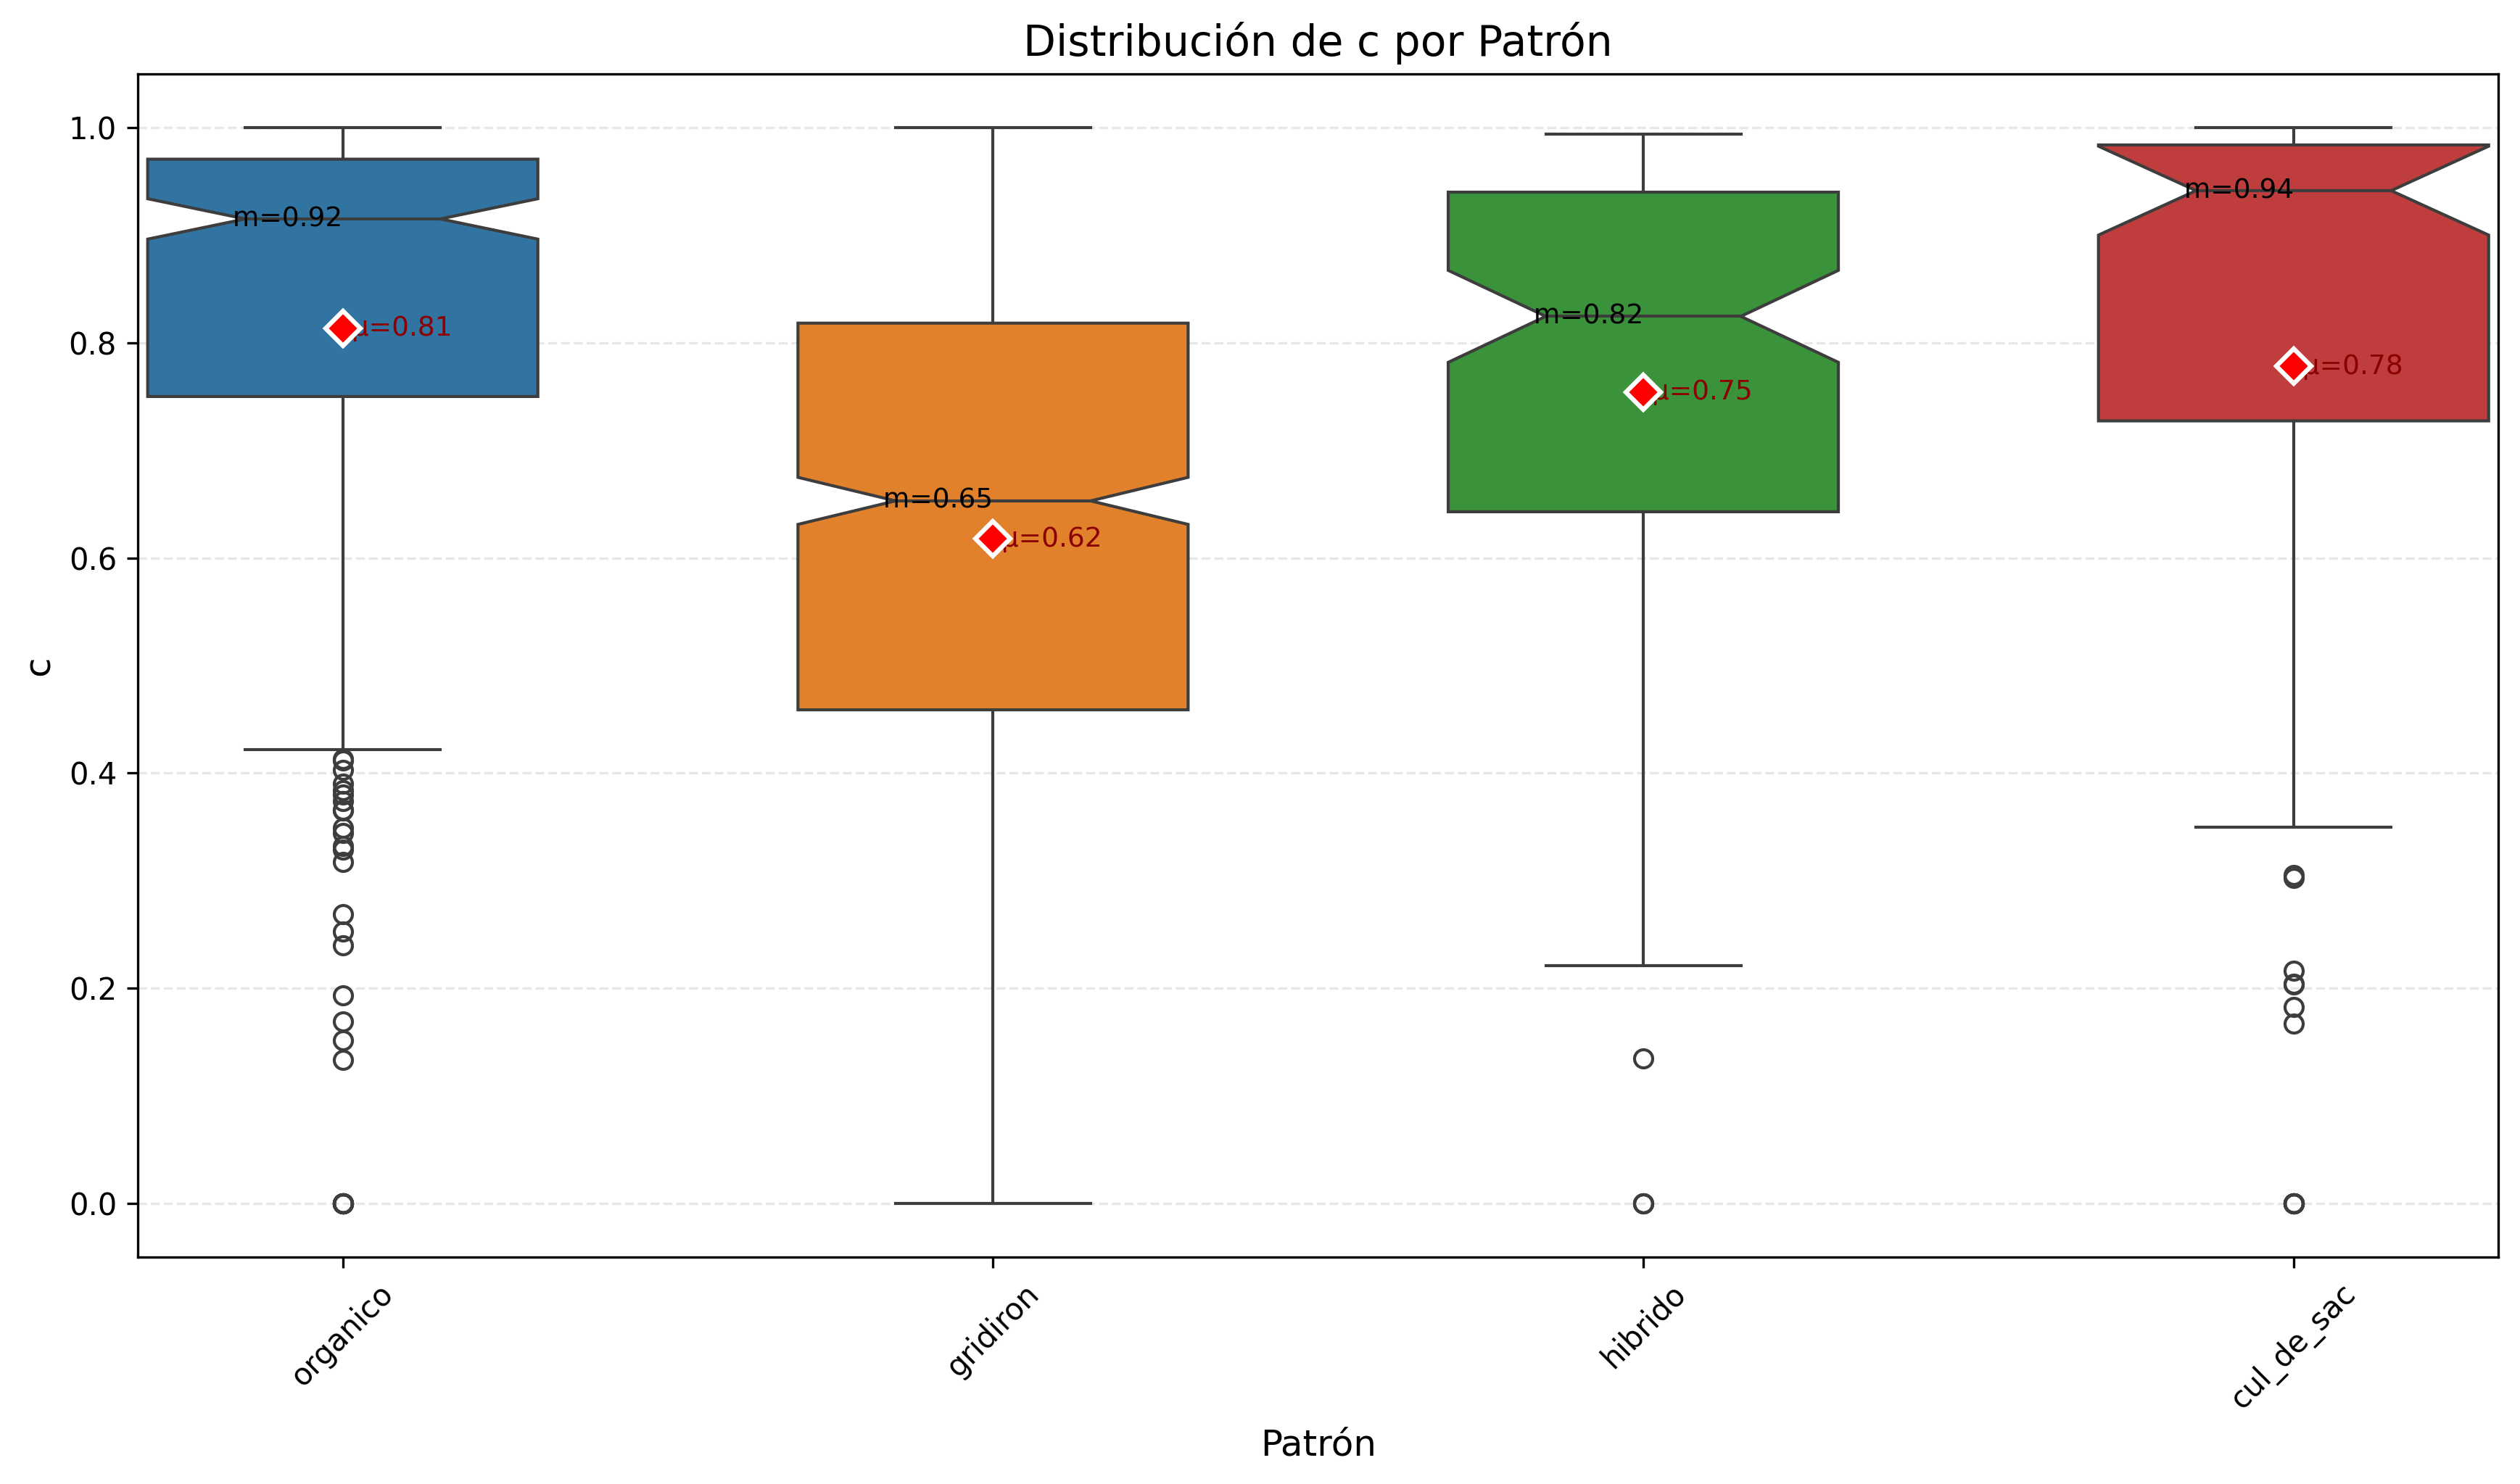 Distribución de c por Patrón
1.0
0.8
0.6
0.4
0.2
0.0
c
m=0.92
μ=0.81
m=0.65
μ=0.62
m=0.82
μ=0.75
m=0.94
μ=0.78
organico
gridiron
hibrido
cul_de_sac
Patrón